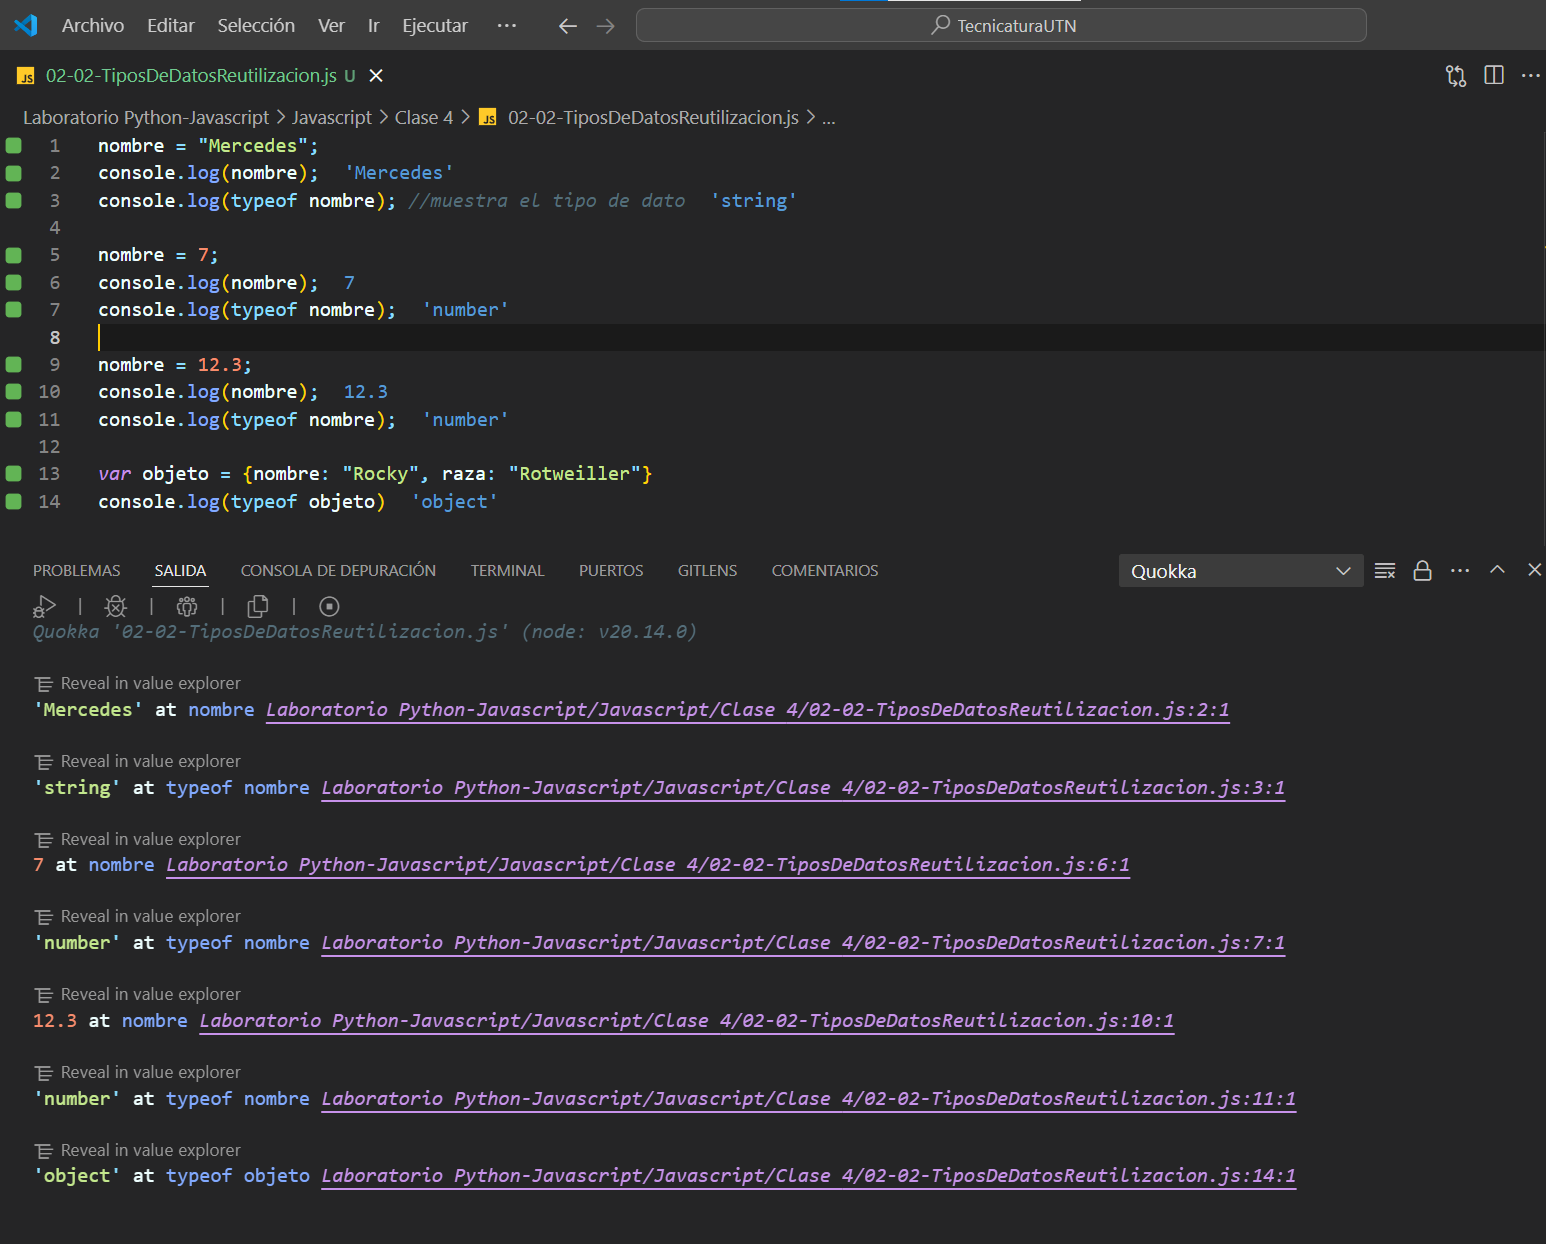 Archivo Editar Selección Ver Ir Ejecutar ··· TecnicaturaUTN
JS 02-02-TiposDeDatosReutilizacion.js U
Laboratorio Python-Javascript > Javascript > Clase 4 > JS 02-02-TiposDeDatosReutilizacion.js > ...
1 nombre = "Mercedes";
2 console.log(nombre); 'Mercedes'
3 console.log(typeof nombre); //muestra el tipo de dato 'string'
4
5 nombre = 7;
6 console.log(nombre); 7
7 console.log(typeof nombre); 'number'
8
9 nombre = 12.3;
10 console.log(nombre); 12.3
11 console.log(typeof nombre); 'number'
12
13 var objeto = {nombre: "Rocky", raza: "Rotweiller"}
14 console.log(typeof objeto) 'object'
PROBLEMAS SALIDA CONSOLA DE DEPURACIÓN TERMINAL PUERTOS GITLENS COMENTARIOS Quokka
Quokka '02-02-TiposDeDatosReutilizacion.js' (node: v20.14.0)
Reveal in value explorer
'Mercedes' at nombre Laboratorio Python-Javascript/Javascript/Clase 4/02-02-TiposDeDatosReutilizacion.js:2:1
Reveal in value explorer
'string' at typeof nombre Laboratorio Python-Javascript/Javascript/Clase 4/02-02-TiposDeDatosReutilizacion.js:3:1
Reveal in value explorer
7 at nombre Laboratorio Python-Javascript/Javascript/Clase 4/02-02-TiposDeDatosReutilizacion.js:6:1
Reveal in value explorer
'number' at typeof nombre Laboratorio Python-Javascript/Javascript/Clase 4/02-02-TiposDeDatosReutilizacion.js:7:1
Reveal in value explorer
12.3 at nombre Laboratorio Python-Javascript/Javascript/Clase 4/02-02-TiposDeDatosReutilizacion.js:10:1
Reveal in value explorer
'number' at typeof nombre Laboratorio Python-Javascript/Javascript/Clase 4/02-02-TiposDeDatosReutilizacion.js:11:1
Reveal in value explorer
'object' at typeof objeto Laboratorio Python-Javascript/Javascript/Clase 4/02-02-TiposDeDatosReutilizacion.js:14:1